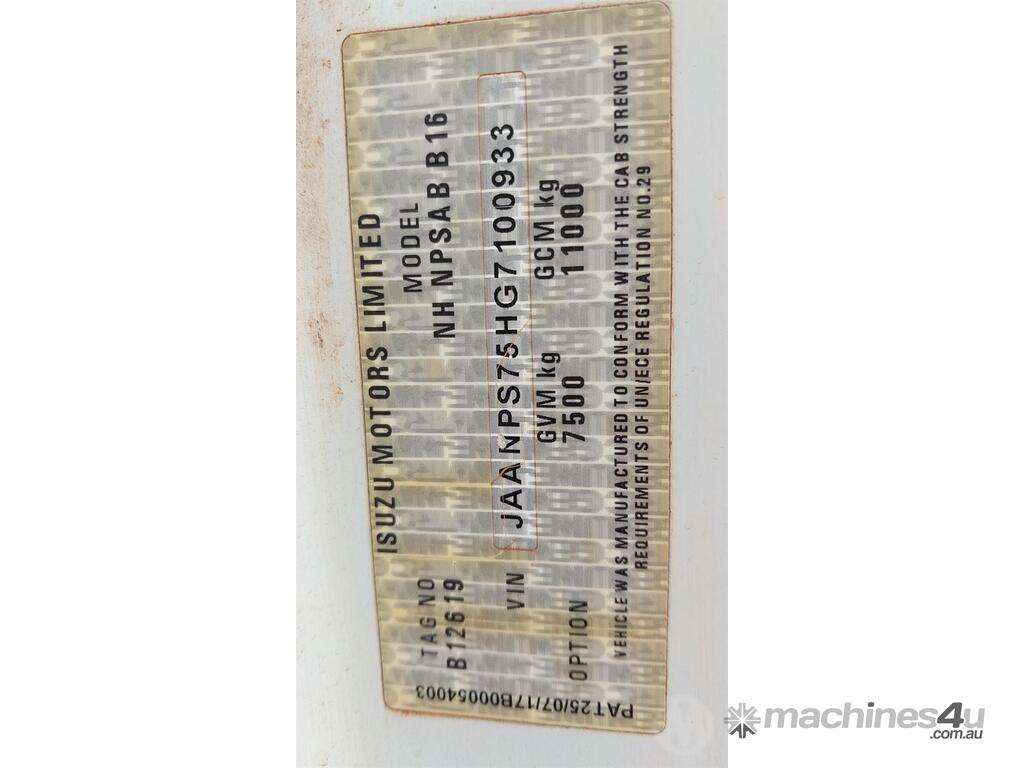 ISUZU MOTORS LIMITED
TAG NO MODEL
B12619 NH NPSAB B16
VIN JAANPS75HG7100933
GVM kg GCM kg
OPTION 7500 11000
VEHICLE WAS MANUFACTURED TO CONFORM WITH THE CAB STRENGTH
REQUIREMENTS OF UN/ECE REGULATION NO.29
PAT25/07/17B00054003
machines4u
.com.au